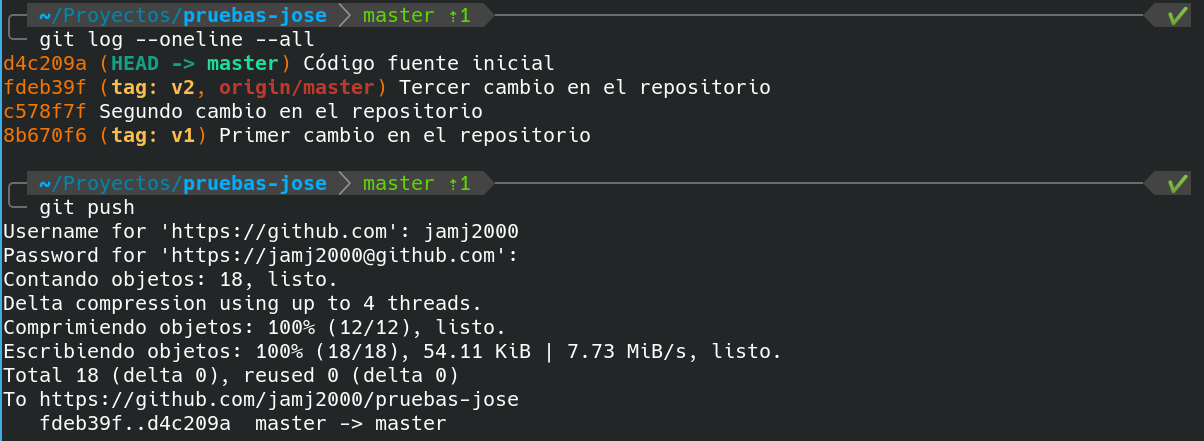 ~/Proyectos/pruebas-jose master ⇡1 ✔
git log --oneline --all
d4c209a (HEAD -> master) Código fuente inicial
fdeb39f (tag: v2, origin/master) Tercer cambio en el repositorio
c578f7f Segundo cambio en el repositorio
8b670f6 (tag: v1) Primer cambio en el repositorio
~/Proyectos/pruebas-jose master ⇡1 ✔
git push
Username for 'https://github.com': jamj2000
Password for 'https://jamj2000@github.com':
Contando objetos: 18, listo.
Delta compression using up to 4 threads.
Comprimiendo objetos: 100% (12/12), listo.
Escribiendo objetos: 100% (18/18), 54.11 KiB | 7.73 MiB/s, listo.
Total 18 (delta 0), reused 0 (delta 0)
To https://github.com/jamj2000/pruebas-jose
fdeb39f..d4c209a  master -> master